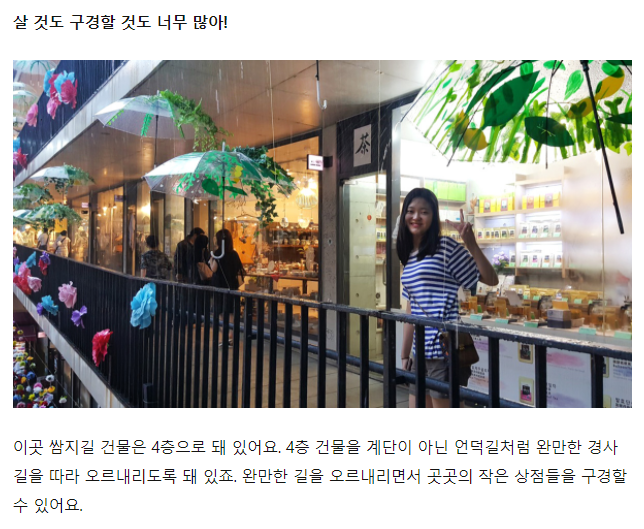 살 것도 구경할 것도 너무 많아!
茶
이곳 쌈지길 건물은 4층으로 돼 있어요. 4층 건물을 계단이 아닌 언덕길처럼 완만한 경사
길을 따라 오르내리도록 돼 있죠. 완만한 길을 오르내리면서 곳곳의 작은 상점들을 구경할
수 있어요.